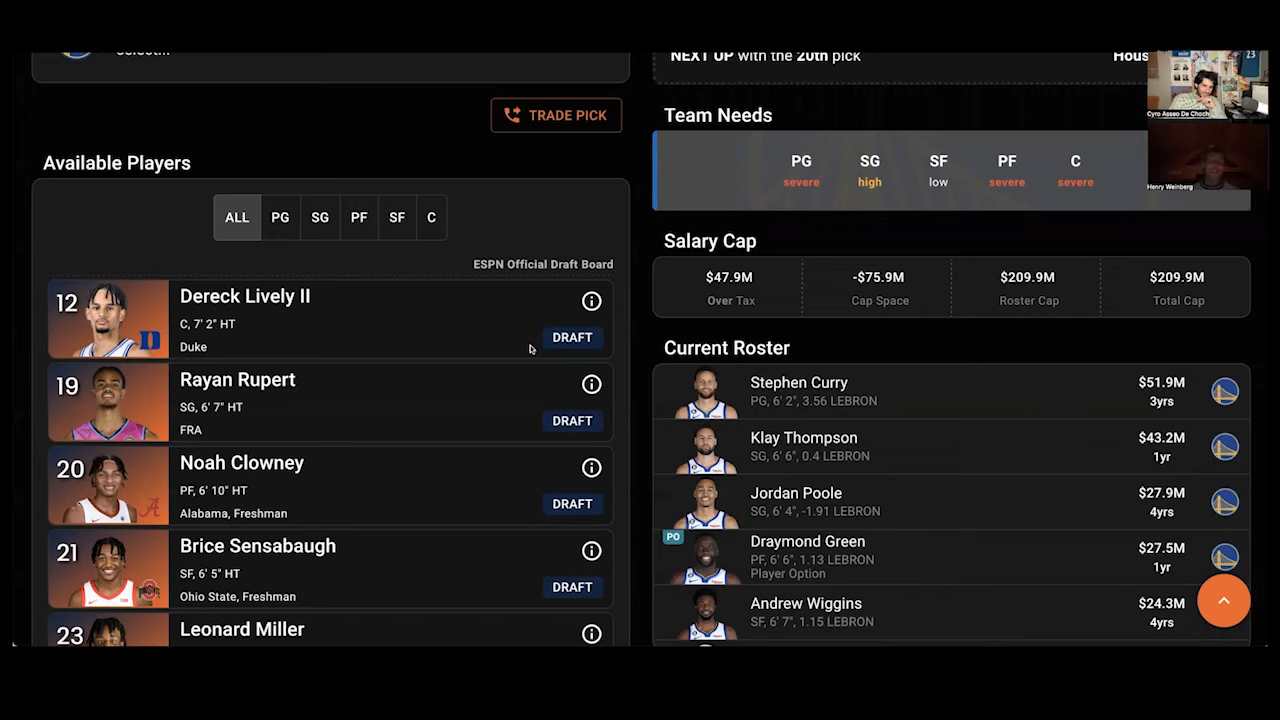 Select...
TRADE PICK
Available Players
ALL PG SG PF SF C
ESPN Official Draft Board
12
Dereck Lively II
C, 7' 2" HT
Duke
DRAFT
19
Rayan Rupert
SG, 6' 7" HT
FRA
DRAFT
20
Noah Clowney
PF, 6' 10" HT
Alabama, Freshman
DRAFT
21
Brice Sensabaugh
SF, 6' 5" HT
Ohio State, Freshman
DRAFT
23
Leonard Miller
NEXT UP with the 20th pick
Hous
23
Cyro Asseo De Choch
Henry Weinberg
Team Needs
PG SG SF PF C
severe high low severe severe
Salary Cap
$47.9M -$75.9M $209.9M $209.9M
Over Tax Cap Space Roster Cap Total Cap
Current Roster
Stephen Curry
PG, 6' 2", 3.56 LEBRON
$51.9M
3yrs
Klay Thompson
SG, 6' 6", 0.4 LEBRON
$43.2M
1yr
Jordan Poole
SG, 6' 4", -1.91 LEBRON
$27.9M
4yrs
PO
Draymond Green
PF, 6' 6", 1.13 LEBRON
Player Option
$27.5M
1yr
Andrew Wiggins
SF, 6' 7", 1.15 LEBRON
$24.3M
4yrs